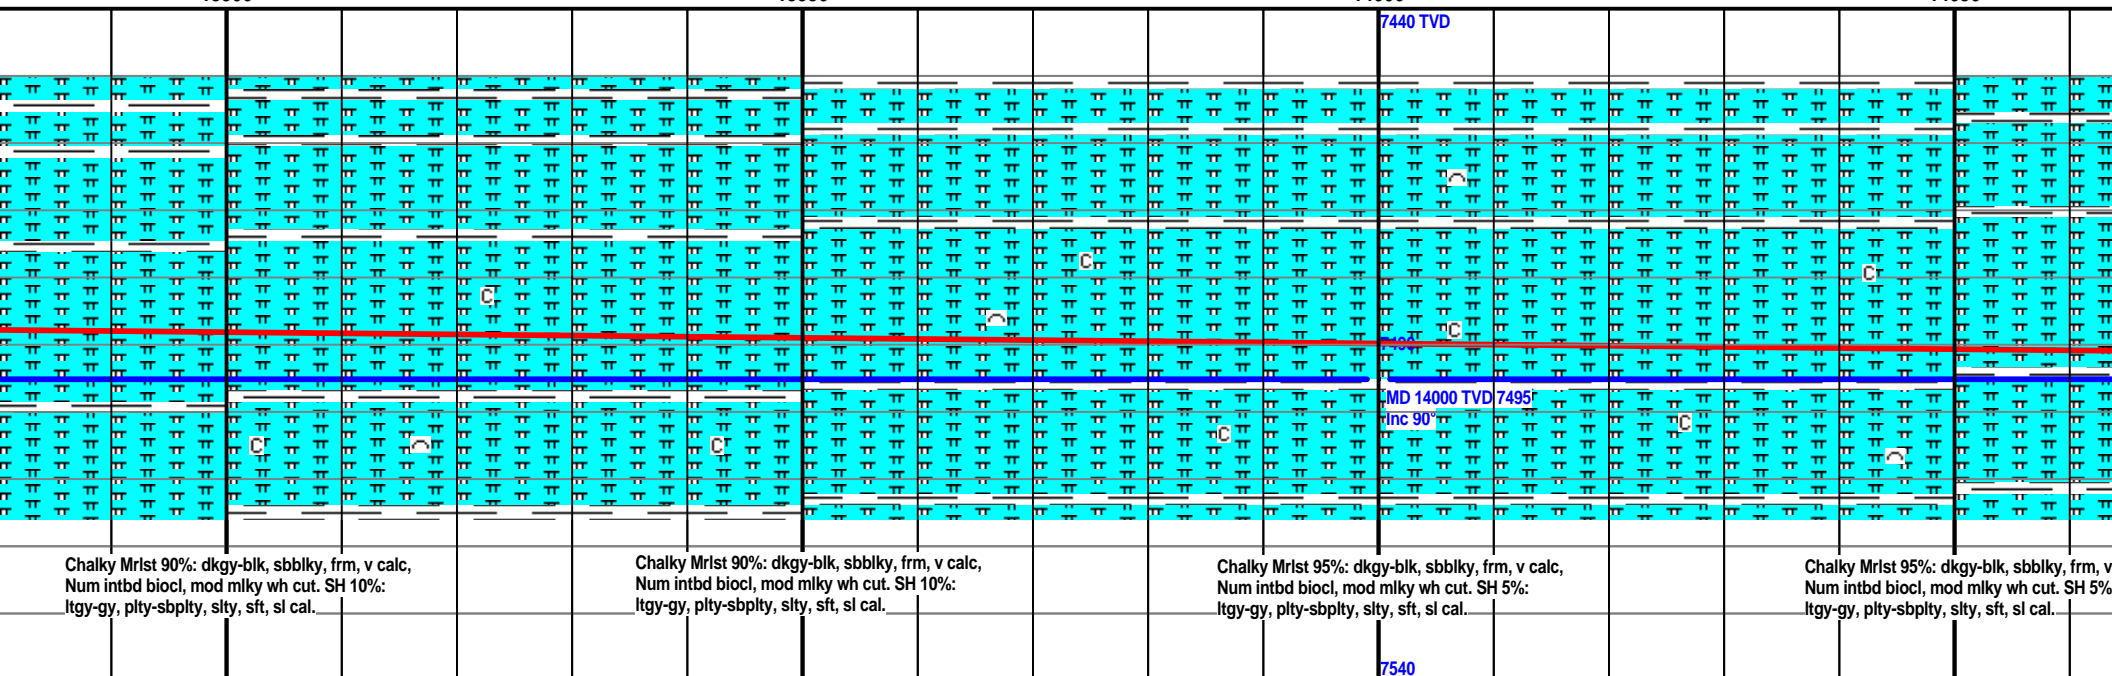 7440 TVD
C
C
C
C
7490
MD 14000 TVD 7495
Inc 90°
C
C
C
C
Chalky Mrlst 90%: dkgy-blk, sbblky, frm, v calc,
Num intbd biocl, mod mlky wh cut. SH 10%:
ltgy-gy, plty-sbplty, slty, sft, sl cal.
Chalky Mrlst 90%: dkgy-blk, sbblky, frm, v calc,
Num intbd biocl, mod mlky wh cut. SH 10%:
ltgy-gy, plty-sbplty, slty, sft, sl cal.
Chalky Mrlst 95%: dkgy-blk, sbblky, frm, v calc,
Num intbd biocl, mod mlky wh cut. SH 5%:
ltgy-gy, plty-sbplty, slty, sft, sl cal.
Chalky Mrlst 95%: dkgy-blk, sbblky, frm, v
Num intbd biocl, mod mlky wh cut. SH 5%
ltgy-gy, plty-sbplty, slty, sft, sl cal.
7540